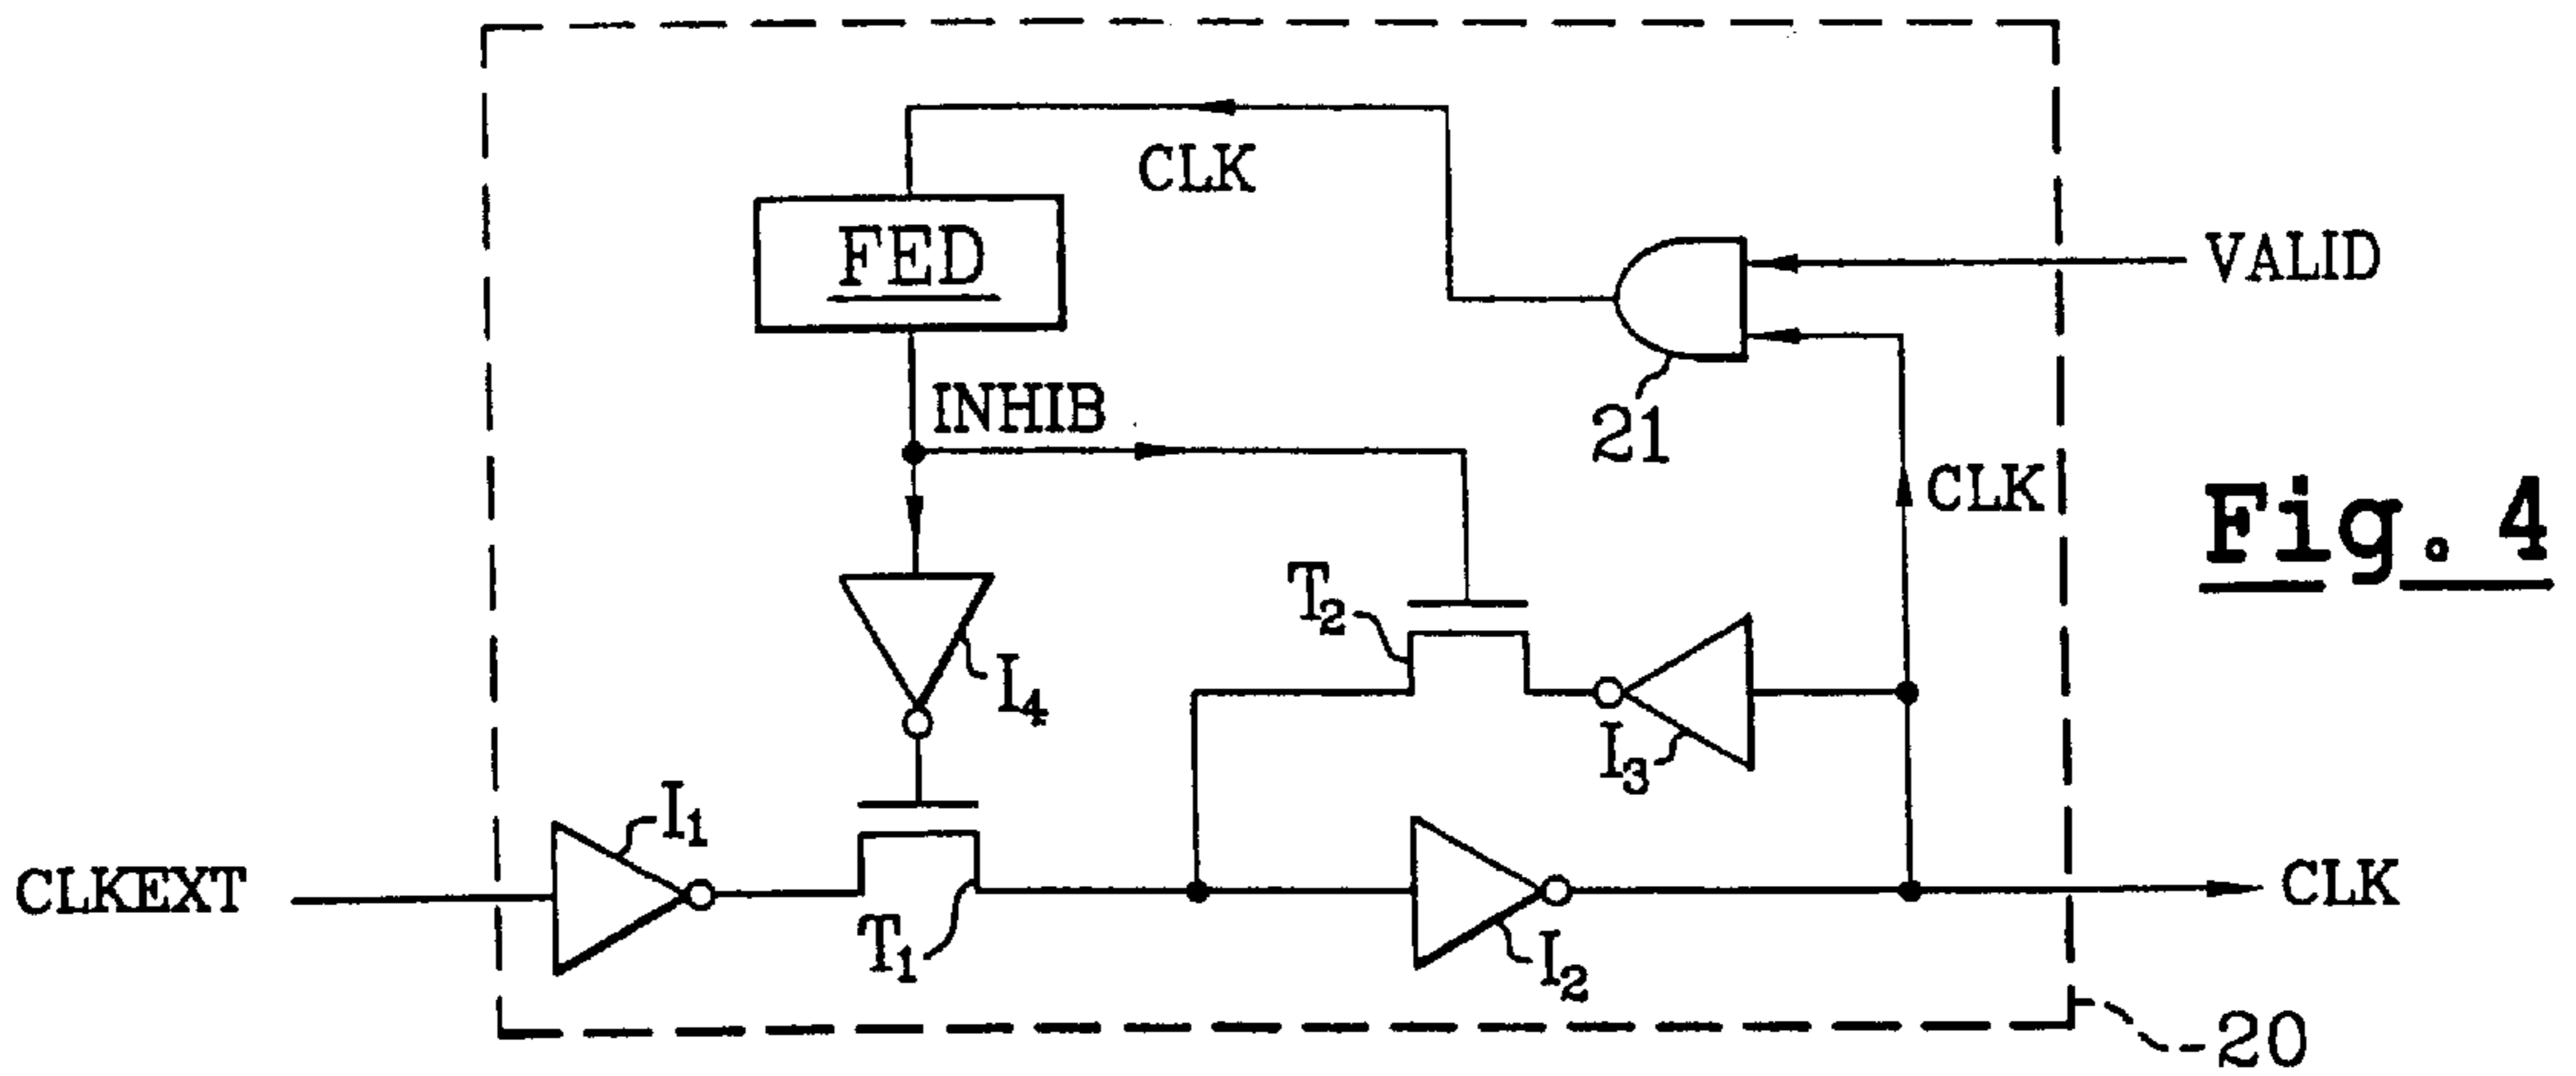 CLK
FED
VALID
INHIB
21
CLK
Fig. 4
T2
I4
I3
I1
CLKEXT
T1
I2
CLK
20